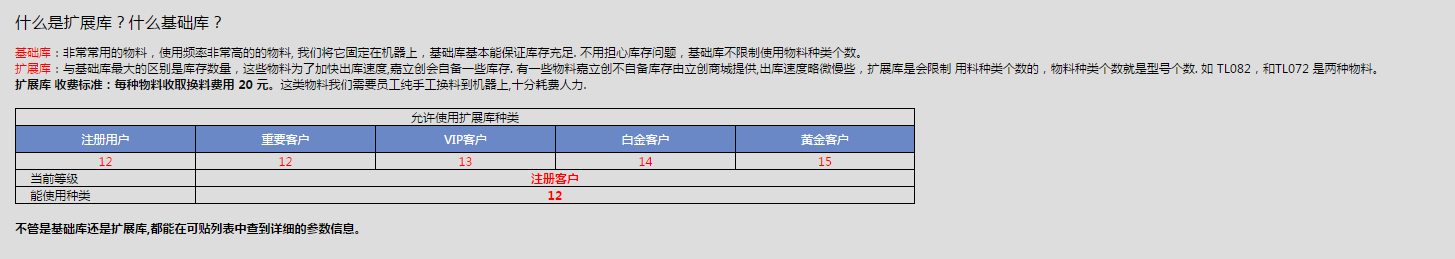 什么是扩展库？什么基础库？
基础库：非常常用的物料，使用频率非常高的的物料, 我们将它固定在机器上，基础库基本能保证库存充足. 不用担心库存问题，基础库不限制使用物料种类个数。
扩展库：与基础库最大的区别是库存数量，这些物料为了加快出库速度,嘉立创会自备一些库存. 有一些物料嘉立创不自备库存由立创商城提供,出库速度略微慢些，扩展库是会限制 用料种类个数的，物料种类个数就是型号个数. 如 TL082，和TL072 是两种物料。
扩展库 收费标准：每种物料收取换料费用 20 元。这类物料我们需要员工纯手工换料到机器上,十分耗费人力.
允许使用扩展库种类
注册用户 重要客户 VIP客户 白金客户 黄金客户
12 12 13 14 15
当前等级 注册客户
能使用种类 12
不管是基础库还是扩展库,都能在可贴列表中查到详细的参数信息。